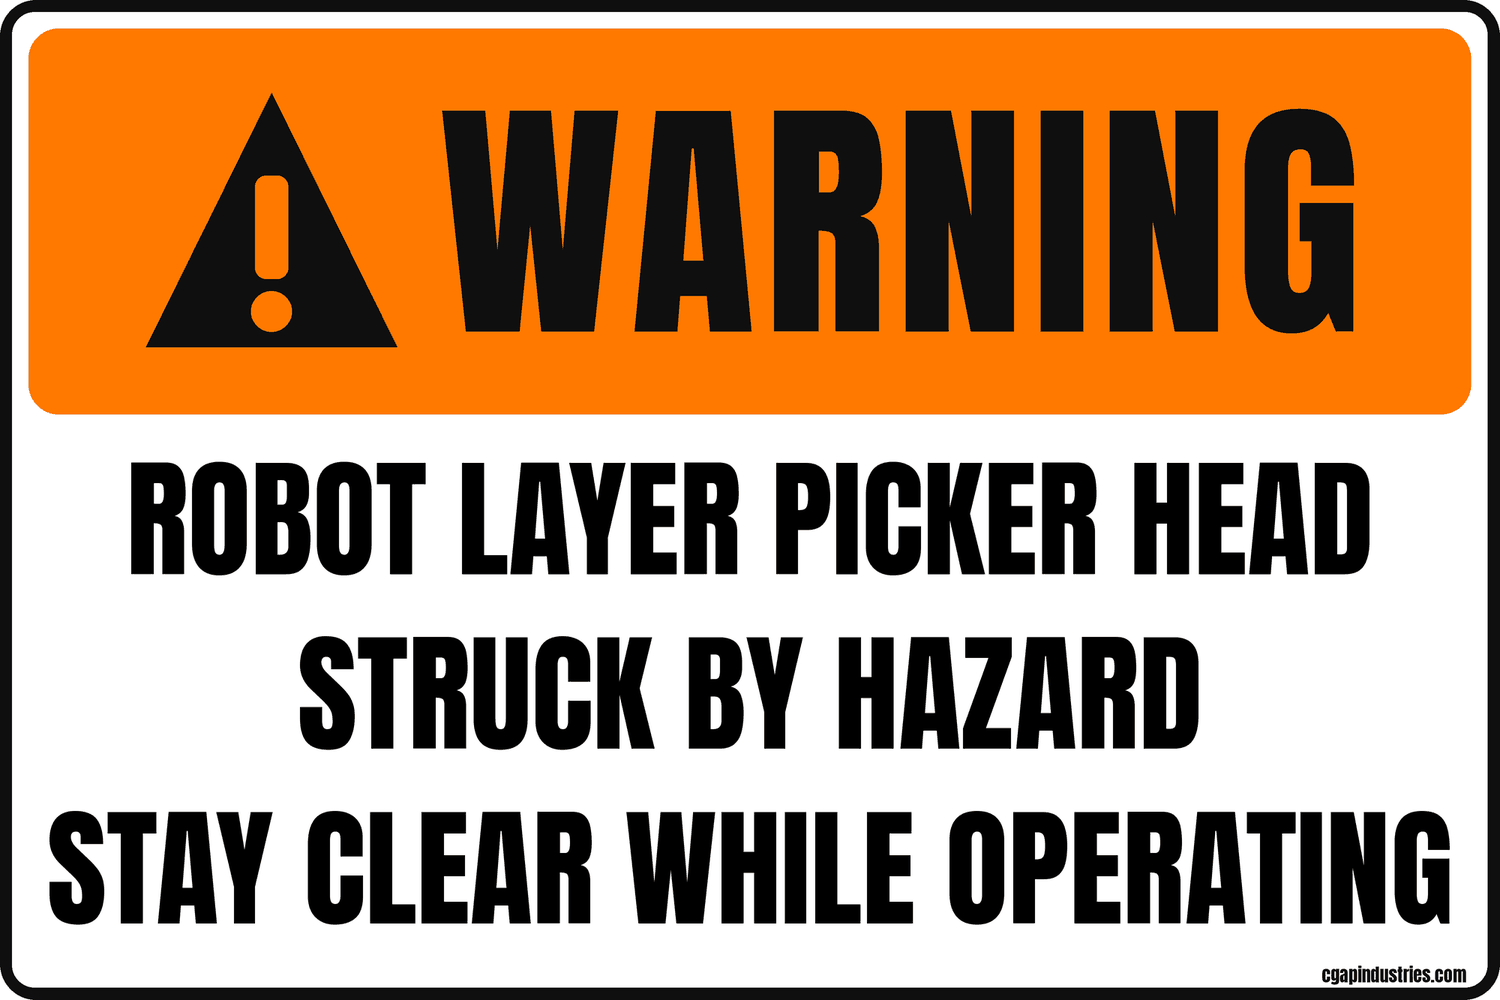 WARNING
ROBOT LAYER PICKER HEAD
STRUCK BY HAZARD
STAY CLEAR WHILE OPERATING
cgapindustries.com